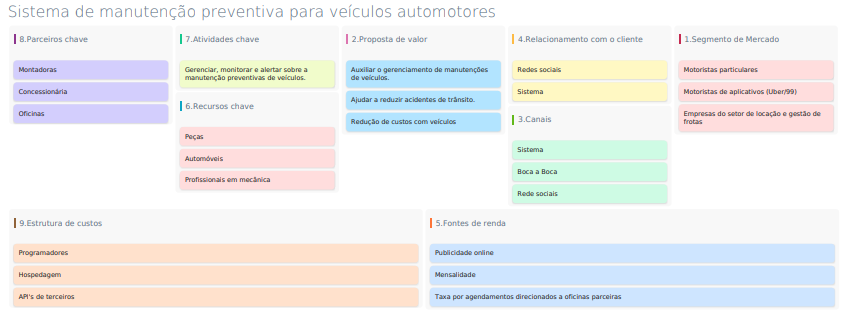 Sistema de manutenção preventiva para veículos automotores
8.Parceiros chave
Montadoras
Concessionária
Oficinas
7.Atividades chave
Gerenciar, monitorar e alertar sobre a
manutenção preventivas de veículos.
6.Recursos chave
Peças
Automóveis
Profissionais em mecânica
2.Proposta de valor
Auxiliar o gerenciamento de manutenções
de veículos.
Ajudar a reduzir acidentes de trânsito.
Redução de custos com veículos
4.Relacionamento com o cliente
Redes sociais
Sistema
3.Canais
Sistema
Boca a Boca
Rede sociais
1.Segmento de Mercado
Motoristas particulares
Motoristas de aplicativos (Uber/99)
Empresas do setor de locação e gestão de
frotas
9.Estrutura de custos
Programadores
Hospedagem
API's de terceiros
5.Fontes de renda
Publicidade online
Mensalidade
Taxa por agendamentos direcionados a oficinas parceiras